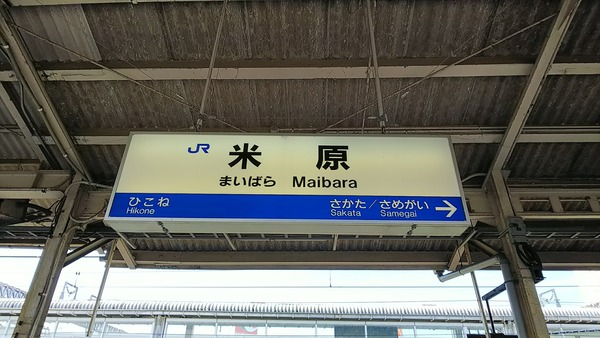 JR 米原
まいばら Maibara
ひこね さかた/さめがい
Hikone Sakata Samegai